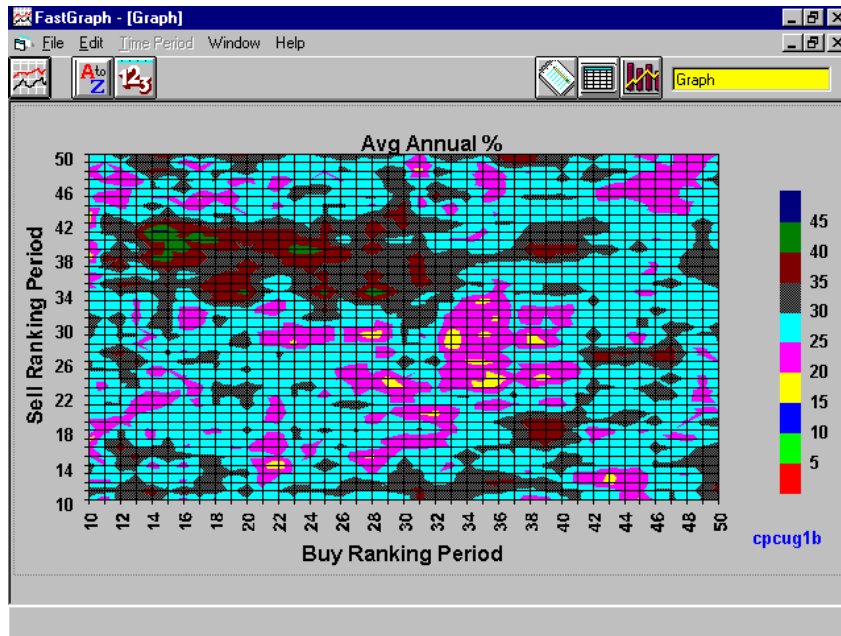 FastGraph - [Graph]
File Edit Time Period Window Help
A to Z 123 Graph
Avg Annual %
50
46
42
38
34
30
26
22
18
14
10
Sell Ranking Period
10 12 14 16 18 20 22 24 26 28 30 32 34 36 38 40 42 44 46 48 50
Buy Ranking Period
45
40
35
30
25
20
15
10
5
cpcug1b